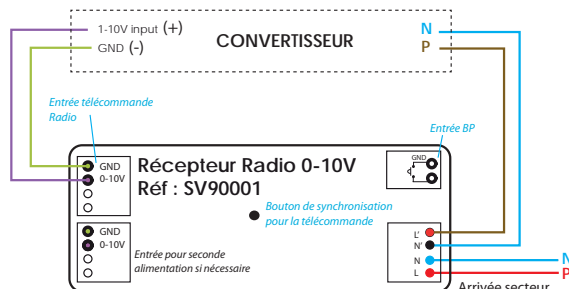 1-10V input (+)
GND (-)
CONVERTISSEUR
N
P
Entrée télécommande
Radio
Entrée BP
GND
0-10V
Récepteur Radio 0-10V
Réf : SV90001
GND
Bouton de synchronisation
pour la télécommande
GND
0-10V
Entrée pour seconde
alimentation si nécessaire
L'
N'
N
L
N
P
Arrivée secteur